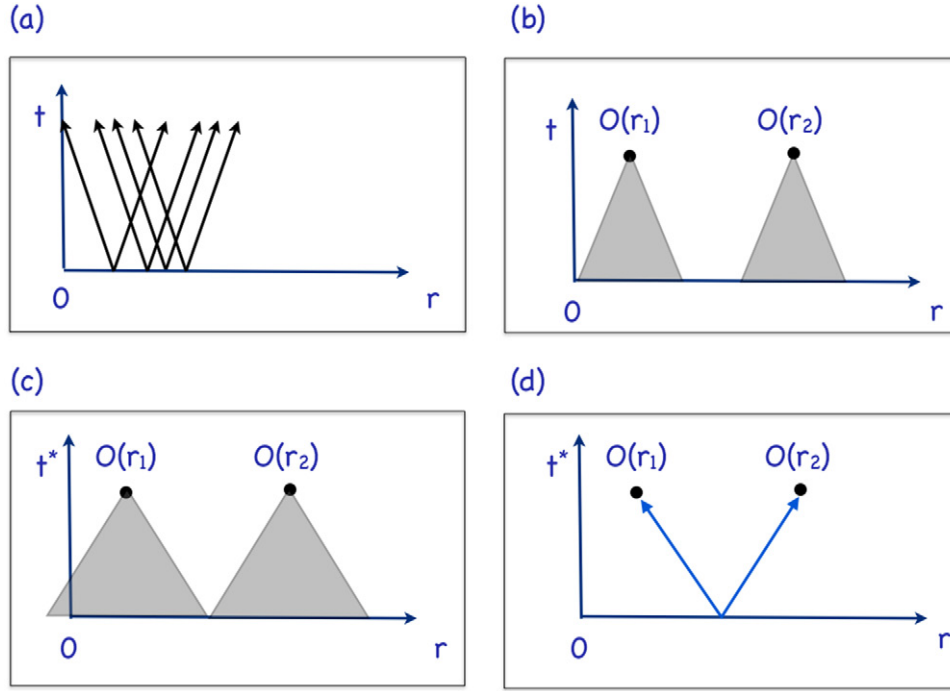 (a)
t
0
r
(b)
O(r₁)
O(r₂)
t
0
r
(c)
t*
O(r₁)
O(r₂)
0
r
(d)
t*
O(r₁)
O(r₂)
0
r